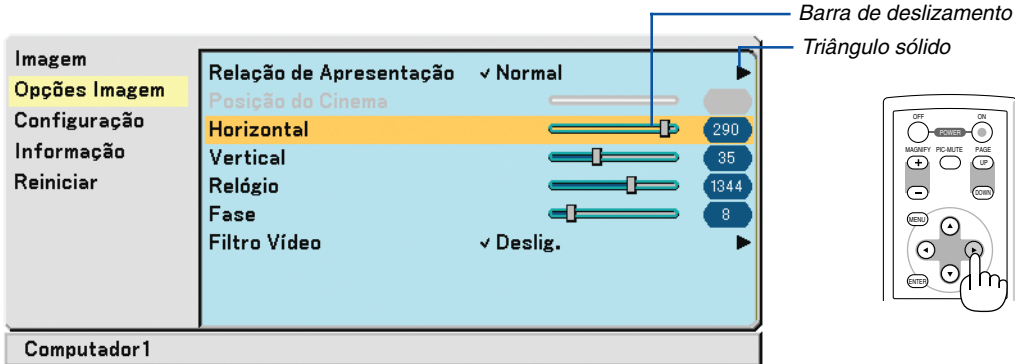 Barra de deslizamento
Triângulo sólido
Imagem
Opções Imagem
Configuração
Informação
Reiniciar
Relação de Apresentação ✓ Normal ▶
Posição do Cinema
Horizontal 290
Vertical 35
Relógio 1344
Fase 8
Filtro Vídeo ✓ Deslig. ▶
Computador1
OFF ON
POWER
MAGNIFY PIC-MUTE PAGE
+ UP
− DOWN
MENU
ENTER